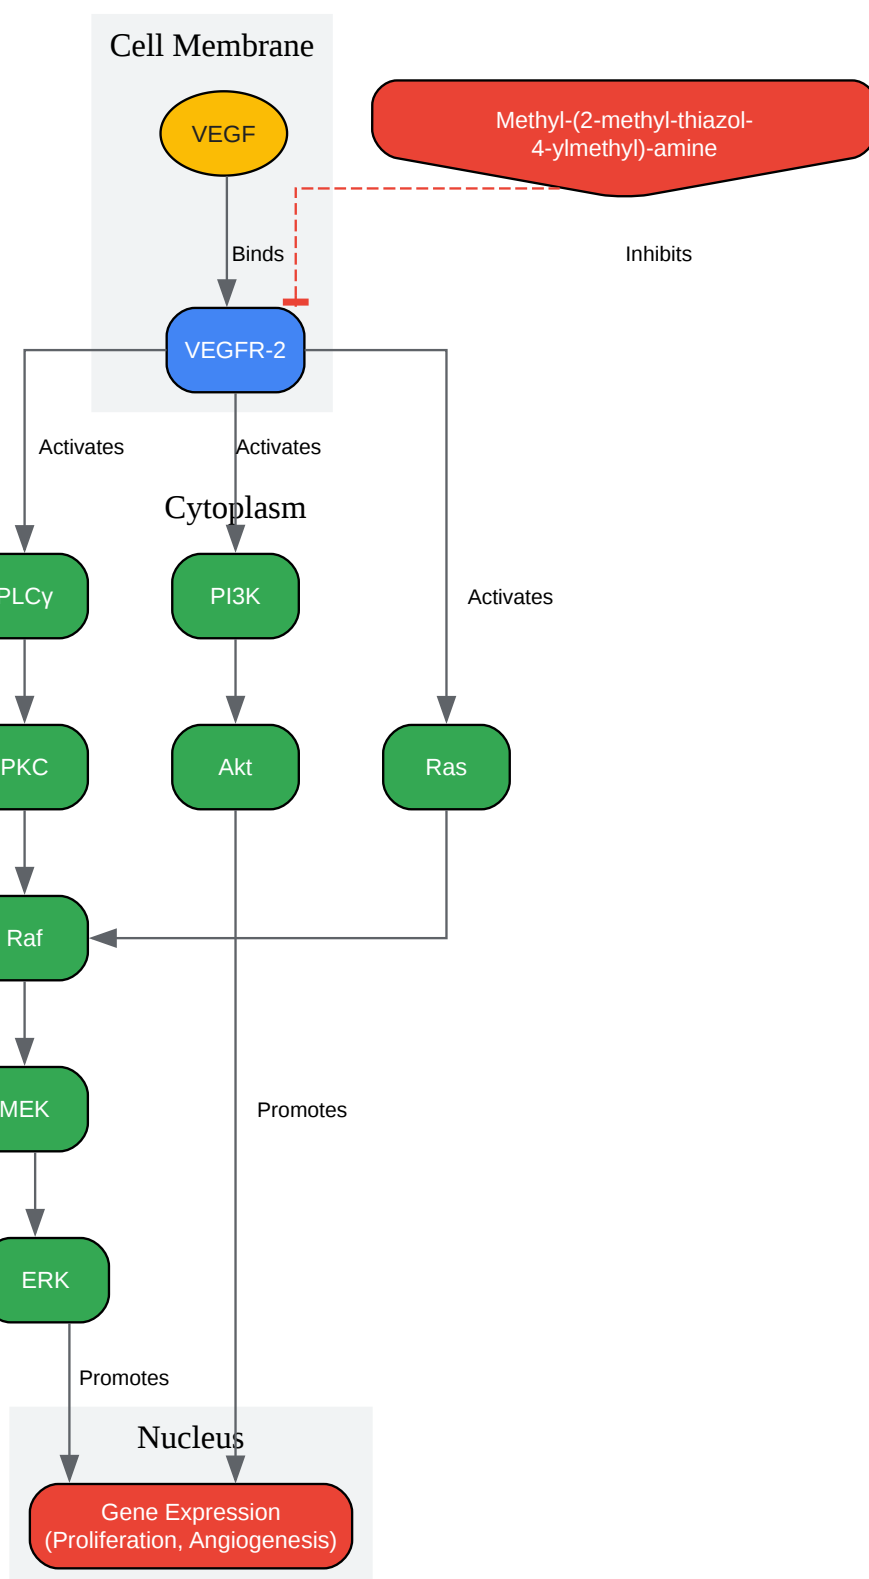 Cell Membrane
VEGF
Methyl-(2-methyl-thiazol-
4-ylmethyl)-amine
Binds
Inhibits
VEGFR-2
Activates
Activates
Cytoplasm
PLCγ
PI3K
Activates
PKC
Akt
Ras
Raf
MEK
Promotes
ERK
Promotes
Nucleus
Gene Expression
(Proliferation, Angiogenesis)